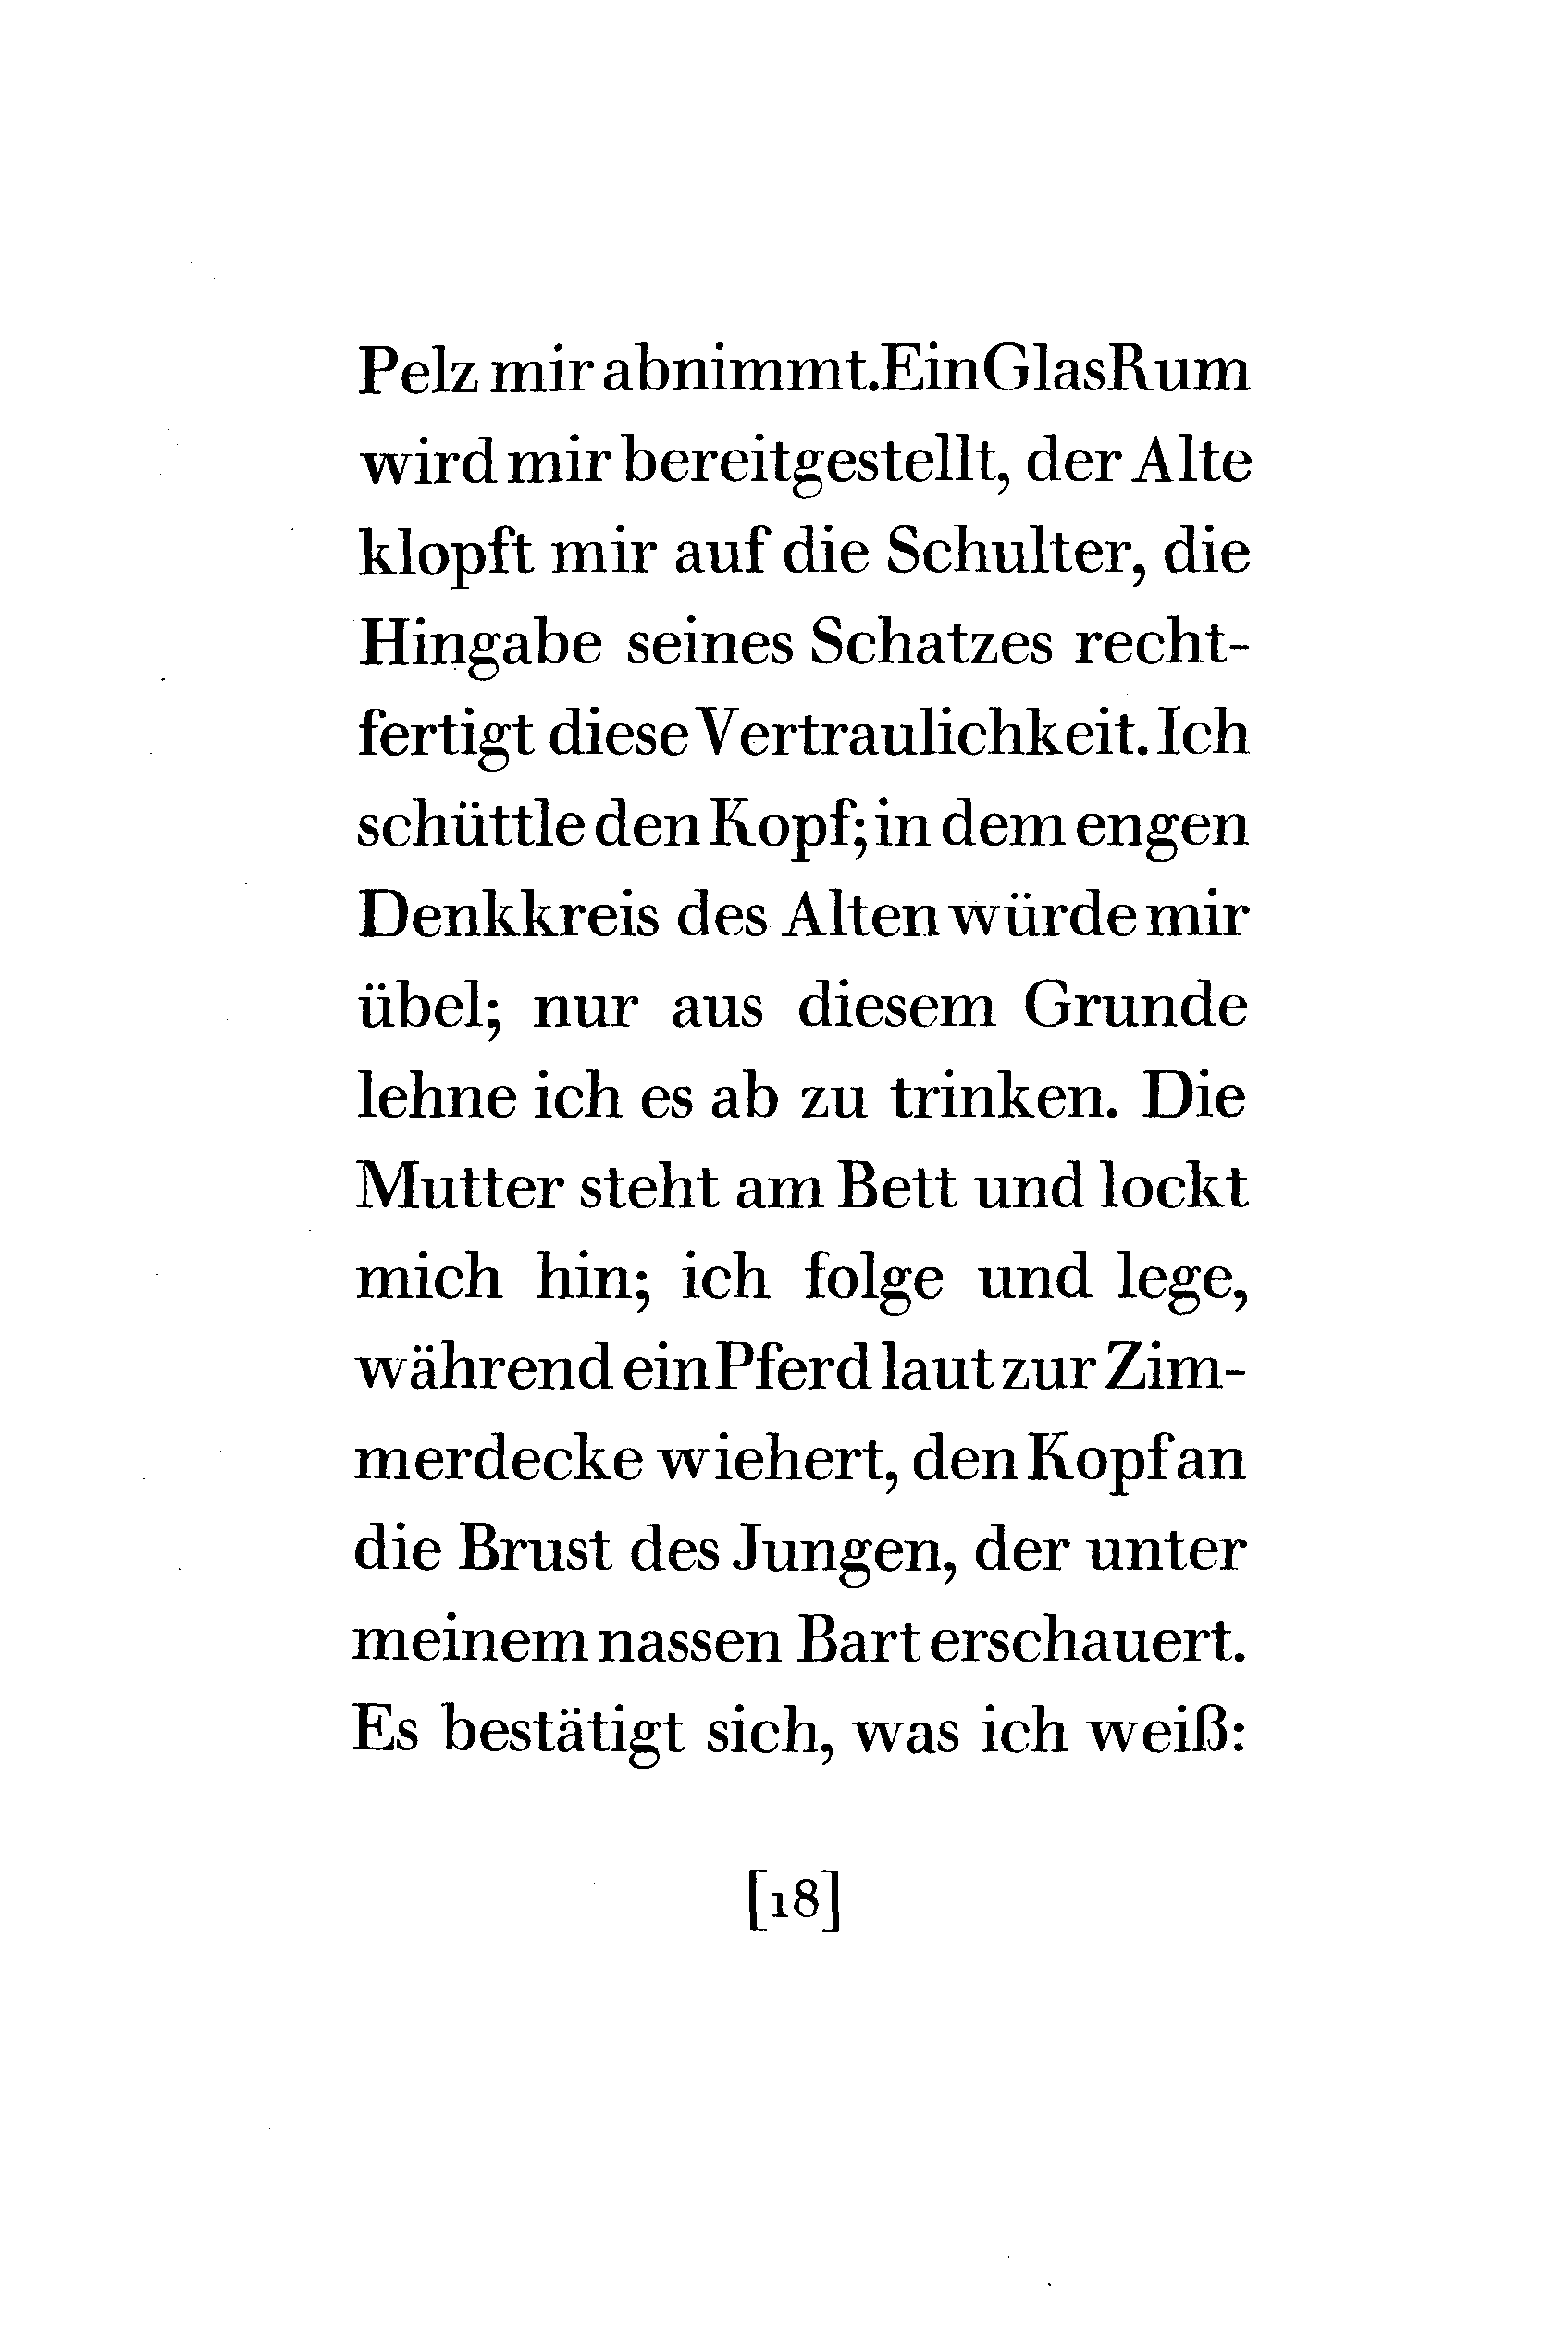 Pelz mir abnimmt. Ein Glas Rum
wird mir bereitgestellt, der Alte
klopft mir auf die Schulter, die
Hingabe seines Schatzes recht-
fertigt diese Vertraulichkeit. Ich
schüttle den Kopf; in dem engen
Denkkreis des Alten würde mir
übel; nur aus diesem Grunde
lehne ich es ab zu trinken. Die
Mutter steht am Bett und lockt
mich hin; ich folge und lege,
während ein Pferd laut zur Zim-
merdecke wiehert, den Kopf an
die Brust des Jungen, der unter
meinem nassen Bart erschauert.
Es bestätigt sich, was ich weiß:
[18]